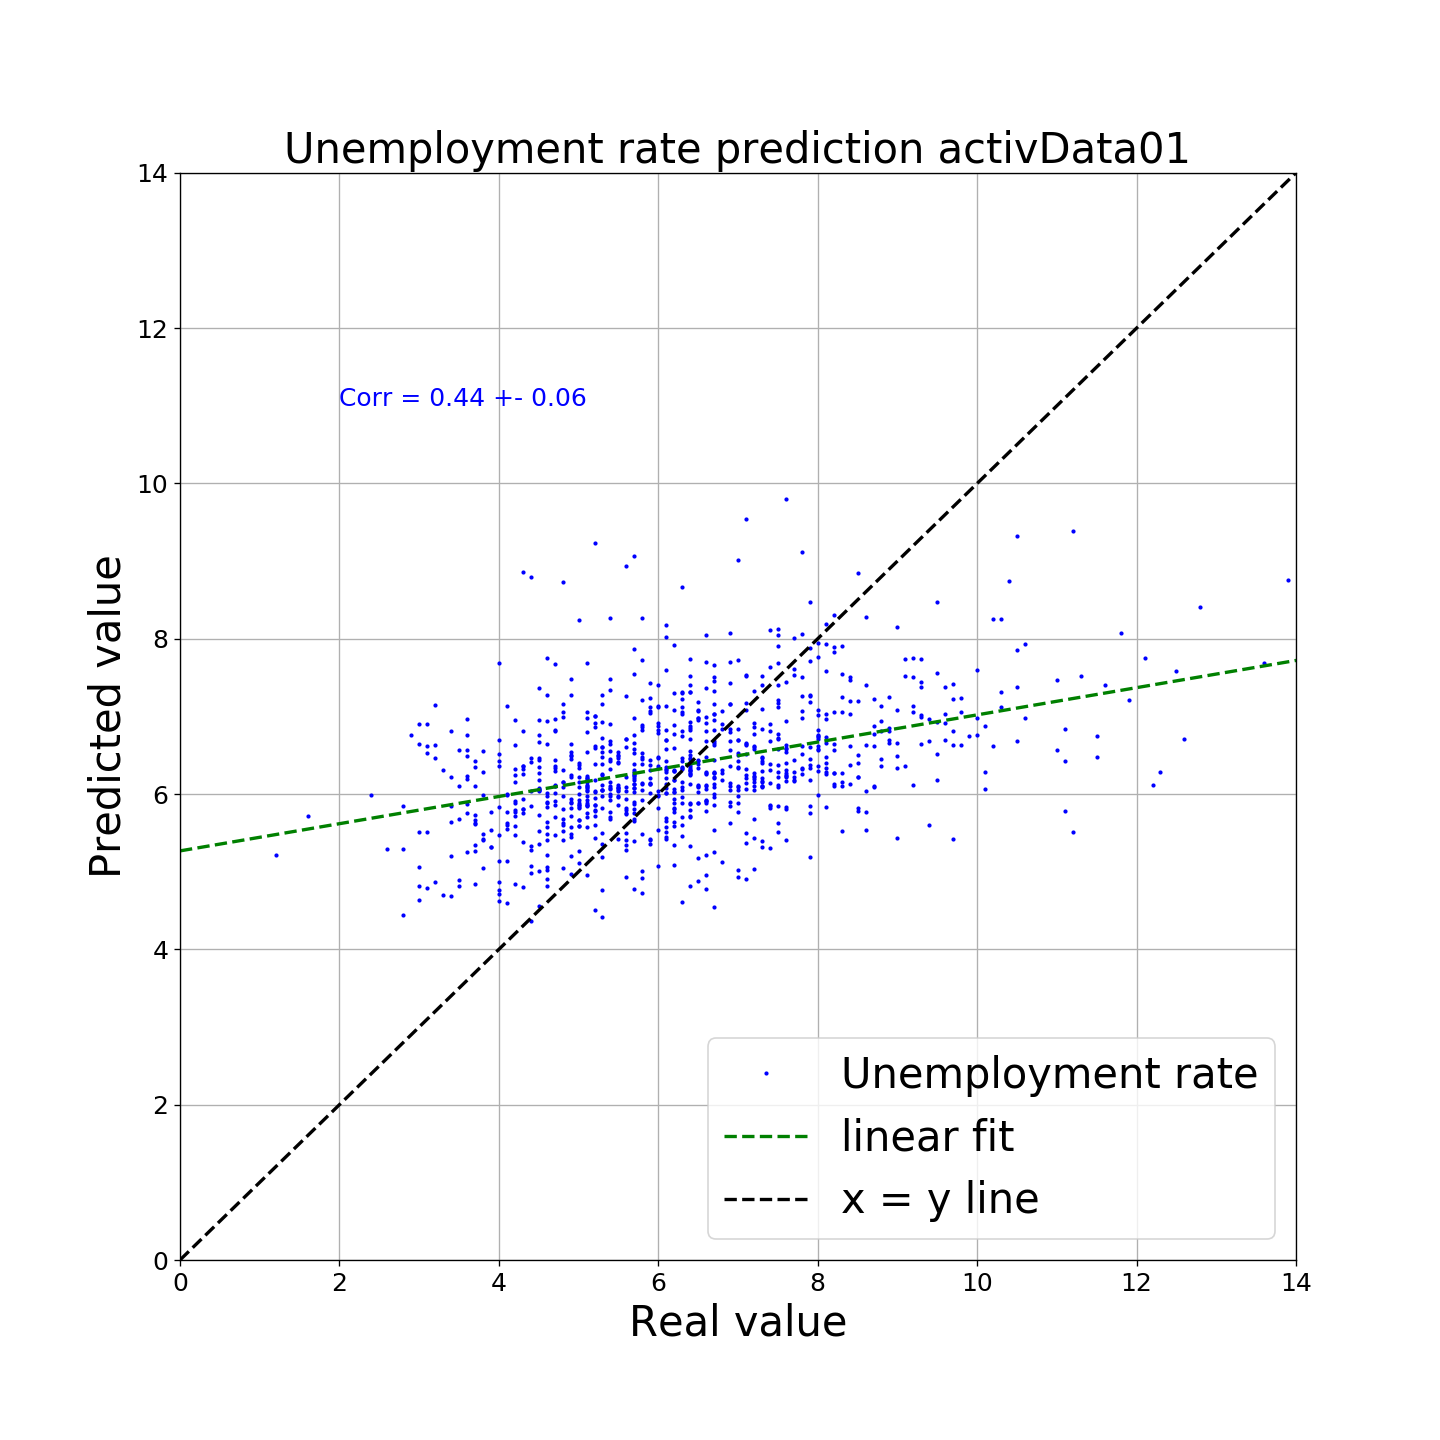 Unemployment rate prediction activData01
14
12
10
8
6
4
2
0
Predicted value
Corr = 0.44 +- 0.06
Unemployment rate
linear fit
x = y line
0 2 4 6 8 10 12 14
Real value